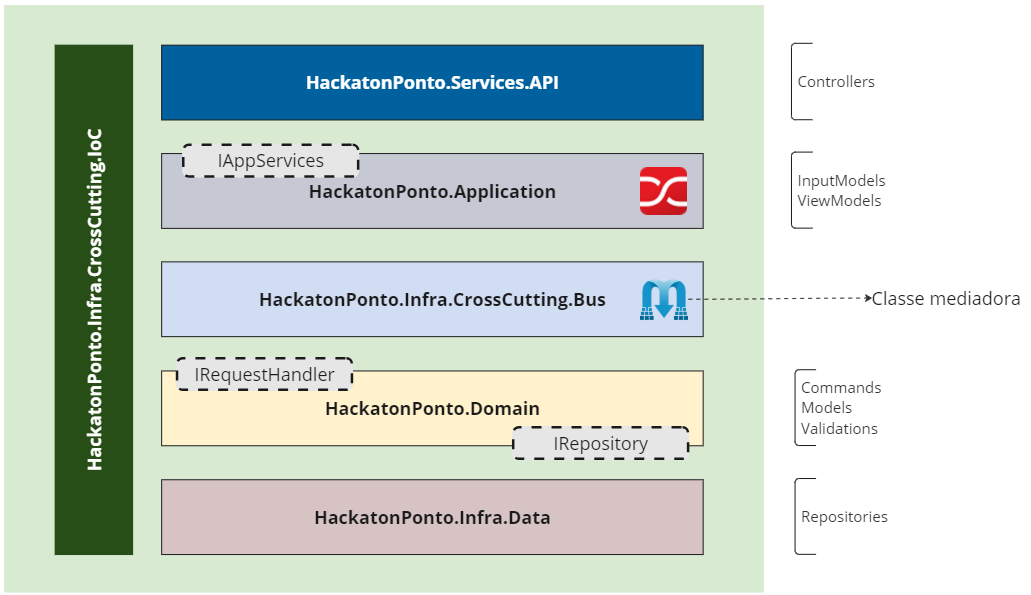 HackatonPonto.Infra.CrossCutting.IoC
HackatonPonto.Services.API
Controllers
IAppServices
HackatonPonto.Application
InputModels
ViewModels
HackatonPonto.Infra.CrossCutting.Bus
Classe mediadora
IRequestHandler
HackatonPonto.Domain
IRepository
Commands
Models
Validations
HackatonPonto.Infra.Data
Repositories